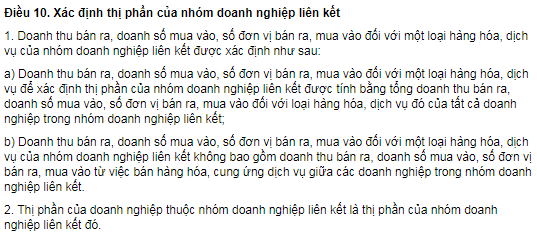 Điều 10. Xác định thị phần của nhóm doanh nghiệp liên kết
1. Doanh thu bán ra, doanh số mua vào, số đơn vị bán ra, mua vào đối với một loại hàng hóa, dịch
vụ của nhóm doanh nghiệp liên kết được xác định như sau:
a) Doanh thu bán ra, doanh số mua vào, số đơn vị bán ra, mua vào đối với một loại hàng hóa, dịch
vụ để xác định thị phần của nhóm doanh nghiệp liên kết được tính bằng tổng doanh thu bán ra,
doanh số mua vào, số đơn vị bán ra, mua vào đối với loại hàng hóa, dịch vụ đó của tất cả doanh
nghiệp trong nhóm doanh nghiệp liên kết;
b) Doanh thu bán ra, doanh số mua vào, số đơn vị bán ra, mua vào đối với một loại hàng hóa, dịch
vụ của nhóm doanh nghiệp liên kết không bao gồm doanh thu bán ra, doanh số mua vào, số đơn vị
bán ra, mua vào từ việc bán hàng hóa, cung ứng dịch vụ giữa các doanh nghiệp trong nhóm doanh
nghiệp liên kết.
2. Thị phần của doanh nghiệp thuộc nhóm doanh nghiệp liên kết là thị phần của nhóm doanh
nghiệp liên kết đó.